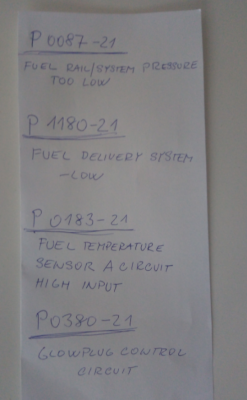 P 0087-21
FUEL RAIL/SYSTEM PRESSURE
TOO LOW
P 1180-21
FUEL DELIVERY SYSTEM
-LOW
P 0183-21
FUEL TEMPERATURE
SENSOR A CIRCUIT
HIGH INPUT
P0380-21
GLOWPLUG CONTROL
CIRCUIT